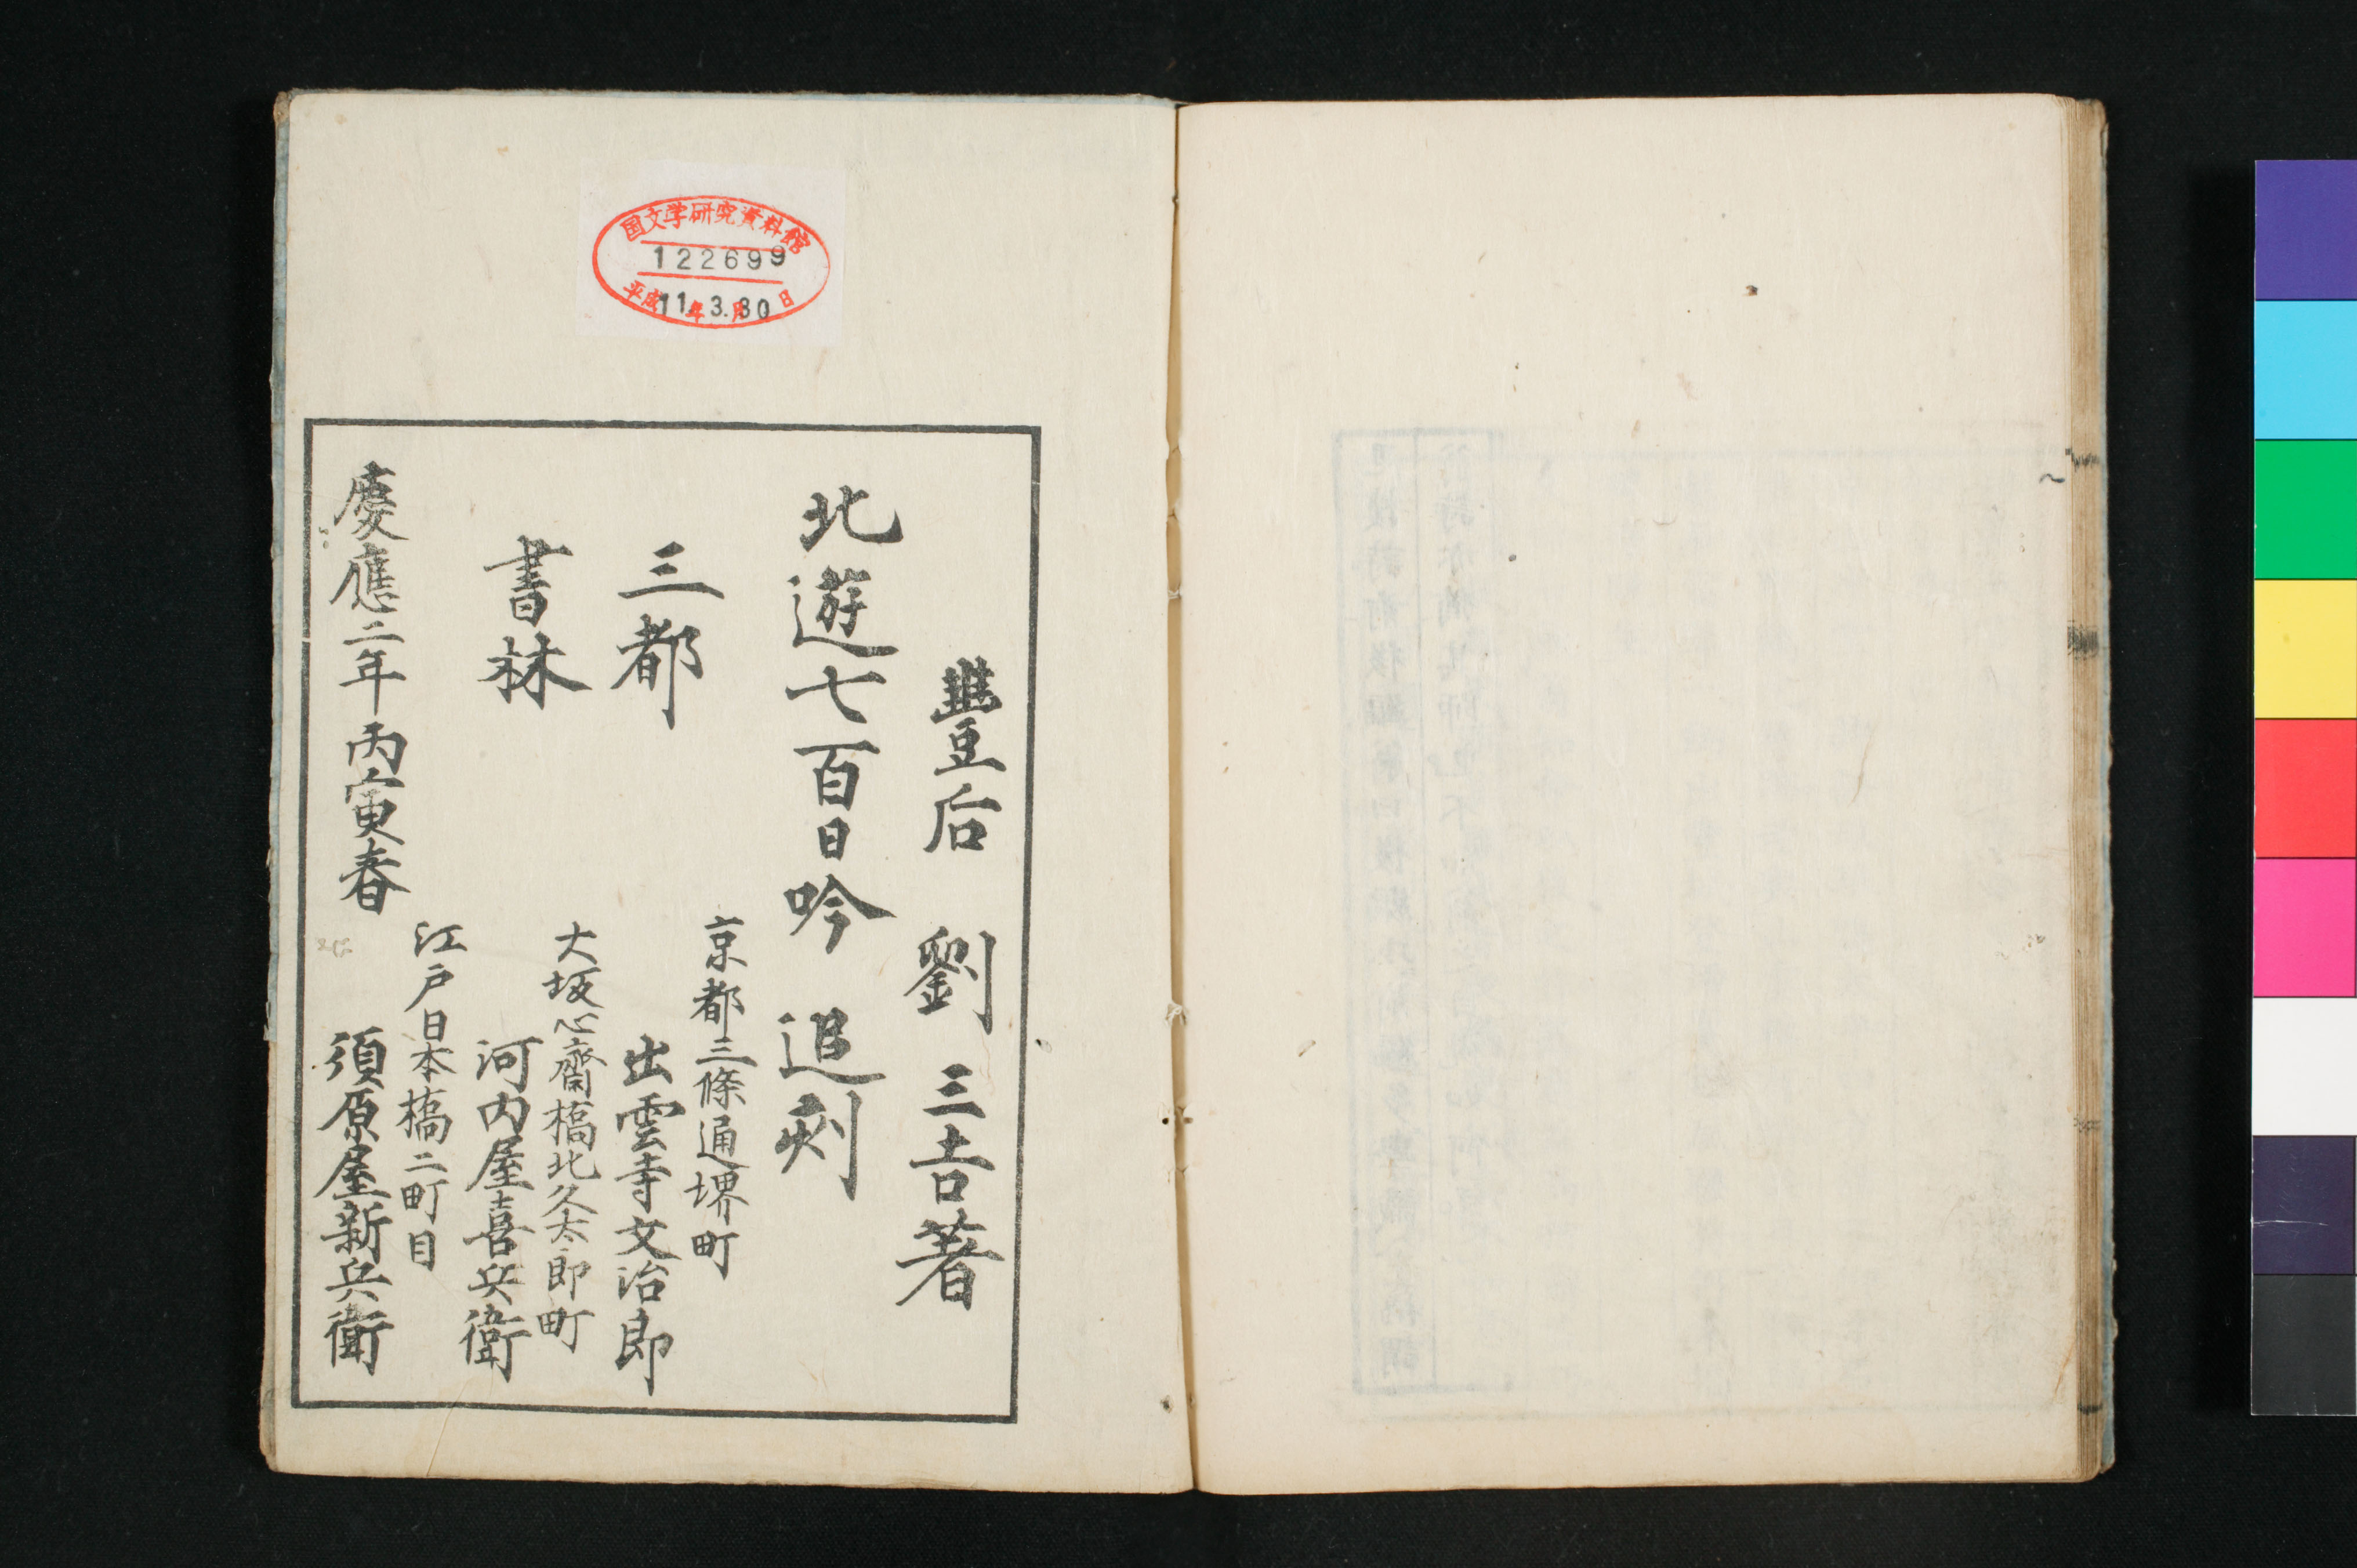 国文学研究資料館
122699
平成11年3月30日
豊后 劉 三吉著
北遊七百日吟 追刻
三都
書林
京都三條通堺町
出雲寺文治郎
大坂心齋橋北久太郎町
河内屋喜兵衛
江戸日本橋二町目
須原屋新兵衛
慶應二年丙寅春